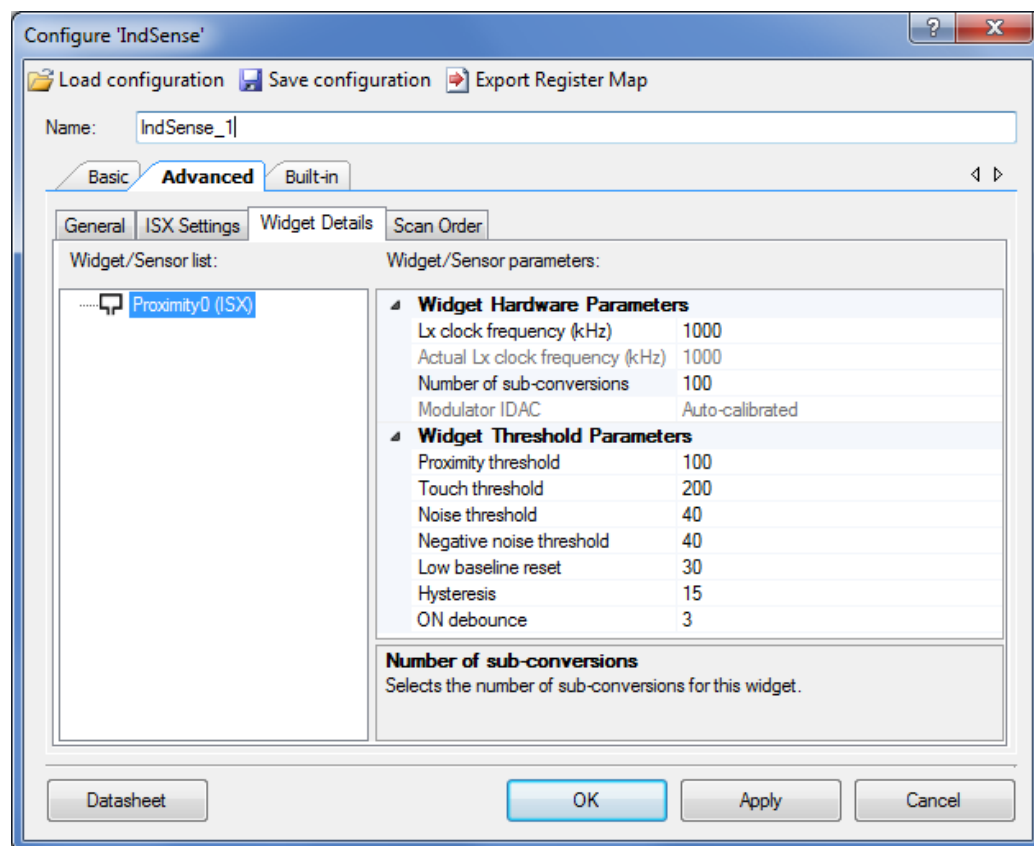 Configure 'IndSense'
Load configuration Save configuration Export Register Map
Name: IndSense_1
Basic Advanced Built-in
General ISX Settings Widget Details Scan Order
Widget/Sensor list: Widget/Sensor parameters:
Proximity0 (ISX)
Widget Hardware Parameters
Lx clock frequency (kHz) 1000
Actual Lx clock frequency (kHz) 1000
Number of sub-conversions 100
Modulator IDAC Auto-calibrated
Widget Threshold Parameters
Proximity threshold 100
Touch threshold 200
Noise threshold 40
Negative noise threshold 40
Low baseline reset 30
Hysteresis 15
ON debounce 3
Number of sub-conversions
Selects the number of sub-conversions for this widget.
Datasheet OK Apply Cancel